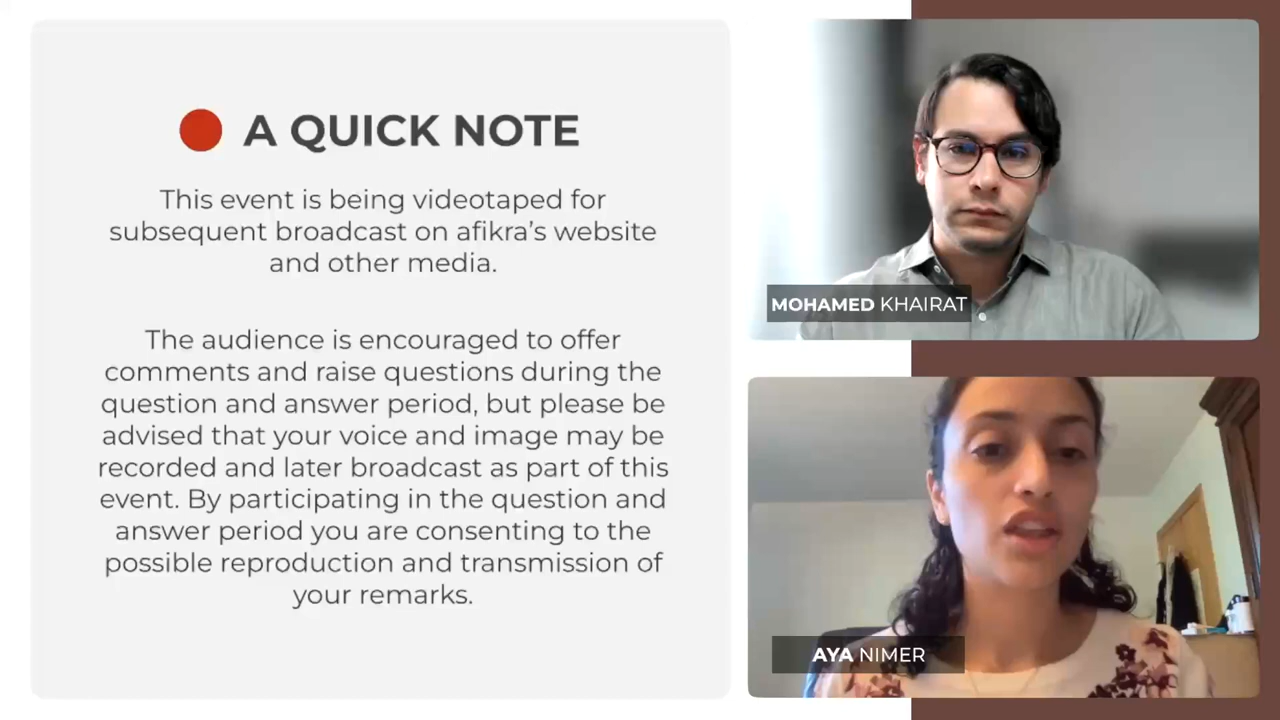 A QUICK NOTE
This event is being videotaped for
subsequent broadcast on afikra’s website
and other media.
The audience is encouraged to offer
comments and raise questions during the
question and answer period, but please be
advised that your voice and image may be
recorded and later broadcast as part of this
event. By participating in the question and
answer period you are consenting to the
possible reproduction and transmission of
your remarks.
MOHAMED KHAIRAT
AYA NIMER